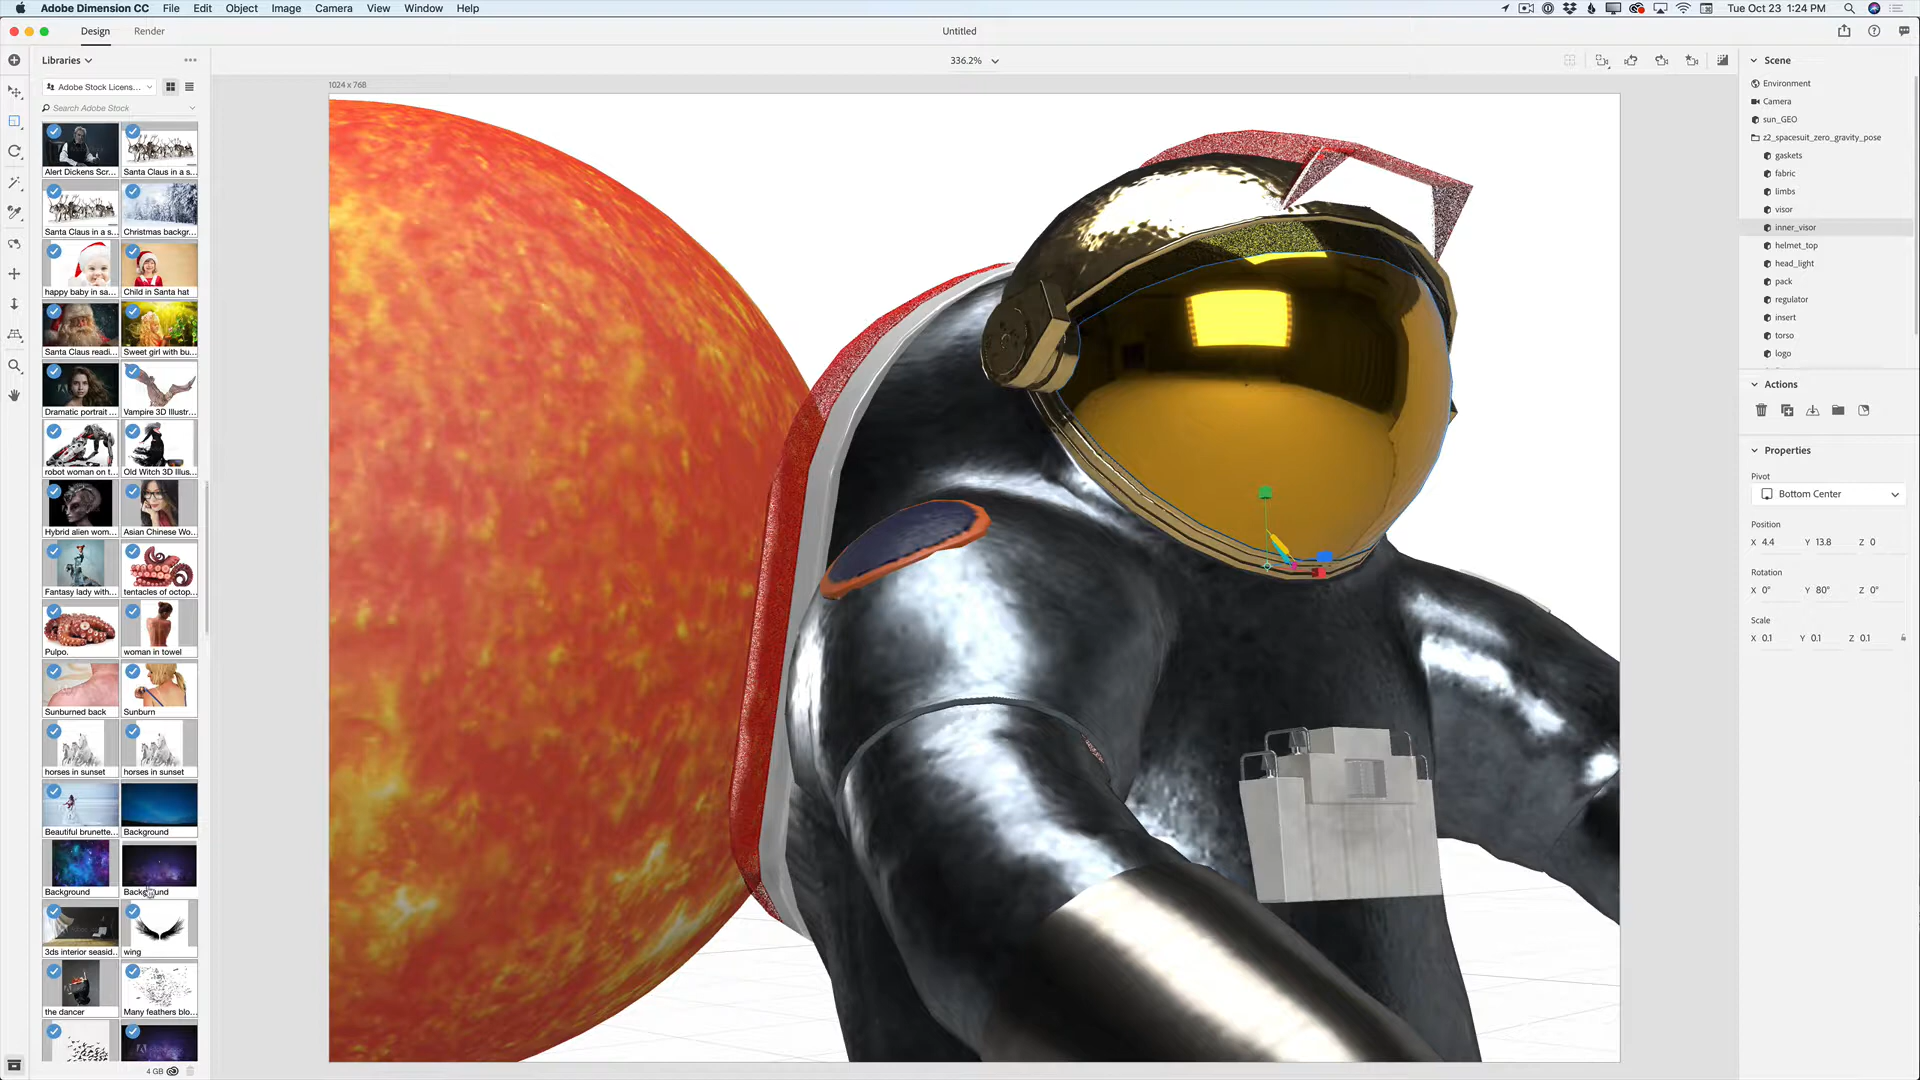 Adobe Dimension CC File Edit Object Image Camera View Window Help
Tue Oct 23 1:24 PM
Design Render
Untitled
Libraries
336.2%
Adobe Stock Licens...
Search Adobe Stock
1024 x 768
Alert Dickens Scr... Santa Claus in a s...
Santa Claus in a s... Christmas backgr...
happy baby in sa... Child in Santa hat
Santa Claus readi... Sweet girl with bu...
Dramatic portrait ... Vampire 3D Illustr...
robot woman on t... Old Witch 3D Illus...
Hybrid alien wom... Asian Chinese Wo...
Fantasy lady with... tentacles of octop...
Pulpo. woman in towel
Sunburned back Sunburn
horses in sunset horses in sunset
Beautiful brunette... Background
Background Background
3ds interior seasid... wing
the dancer Many feathers blo...
4 GB
Scene
Environment
Camera
sun_GEO
z2_spacesuit_zero_gravity_pose
gaskets
fabric
limbs
visor
inner_visor
helmet_top
head_light
pack
regulator
insert
torso
logo
Actions
Properties
Pivot
Bottom Center
Position
X 4.4 Y 13.8 Z 0
Rotation
X 0° Y 80° Z 0°
Scale
X 0.1 Y 0.1 Z 0.1